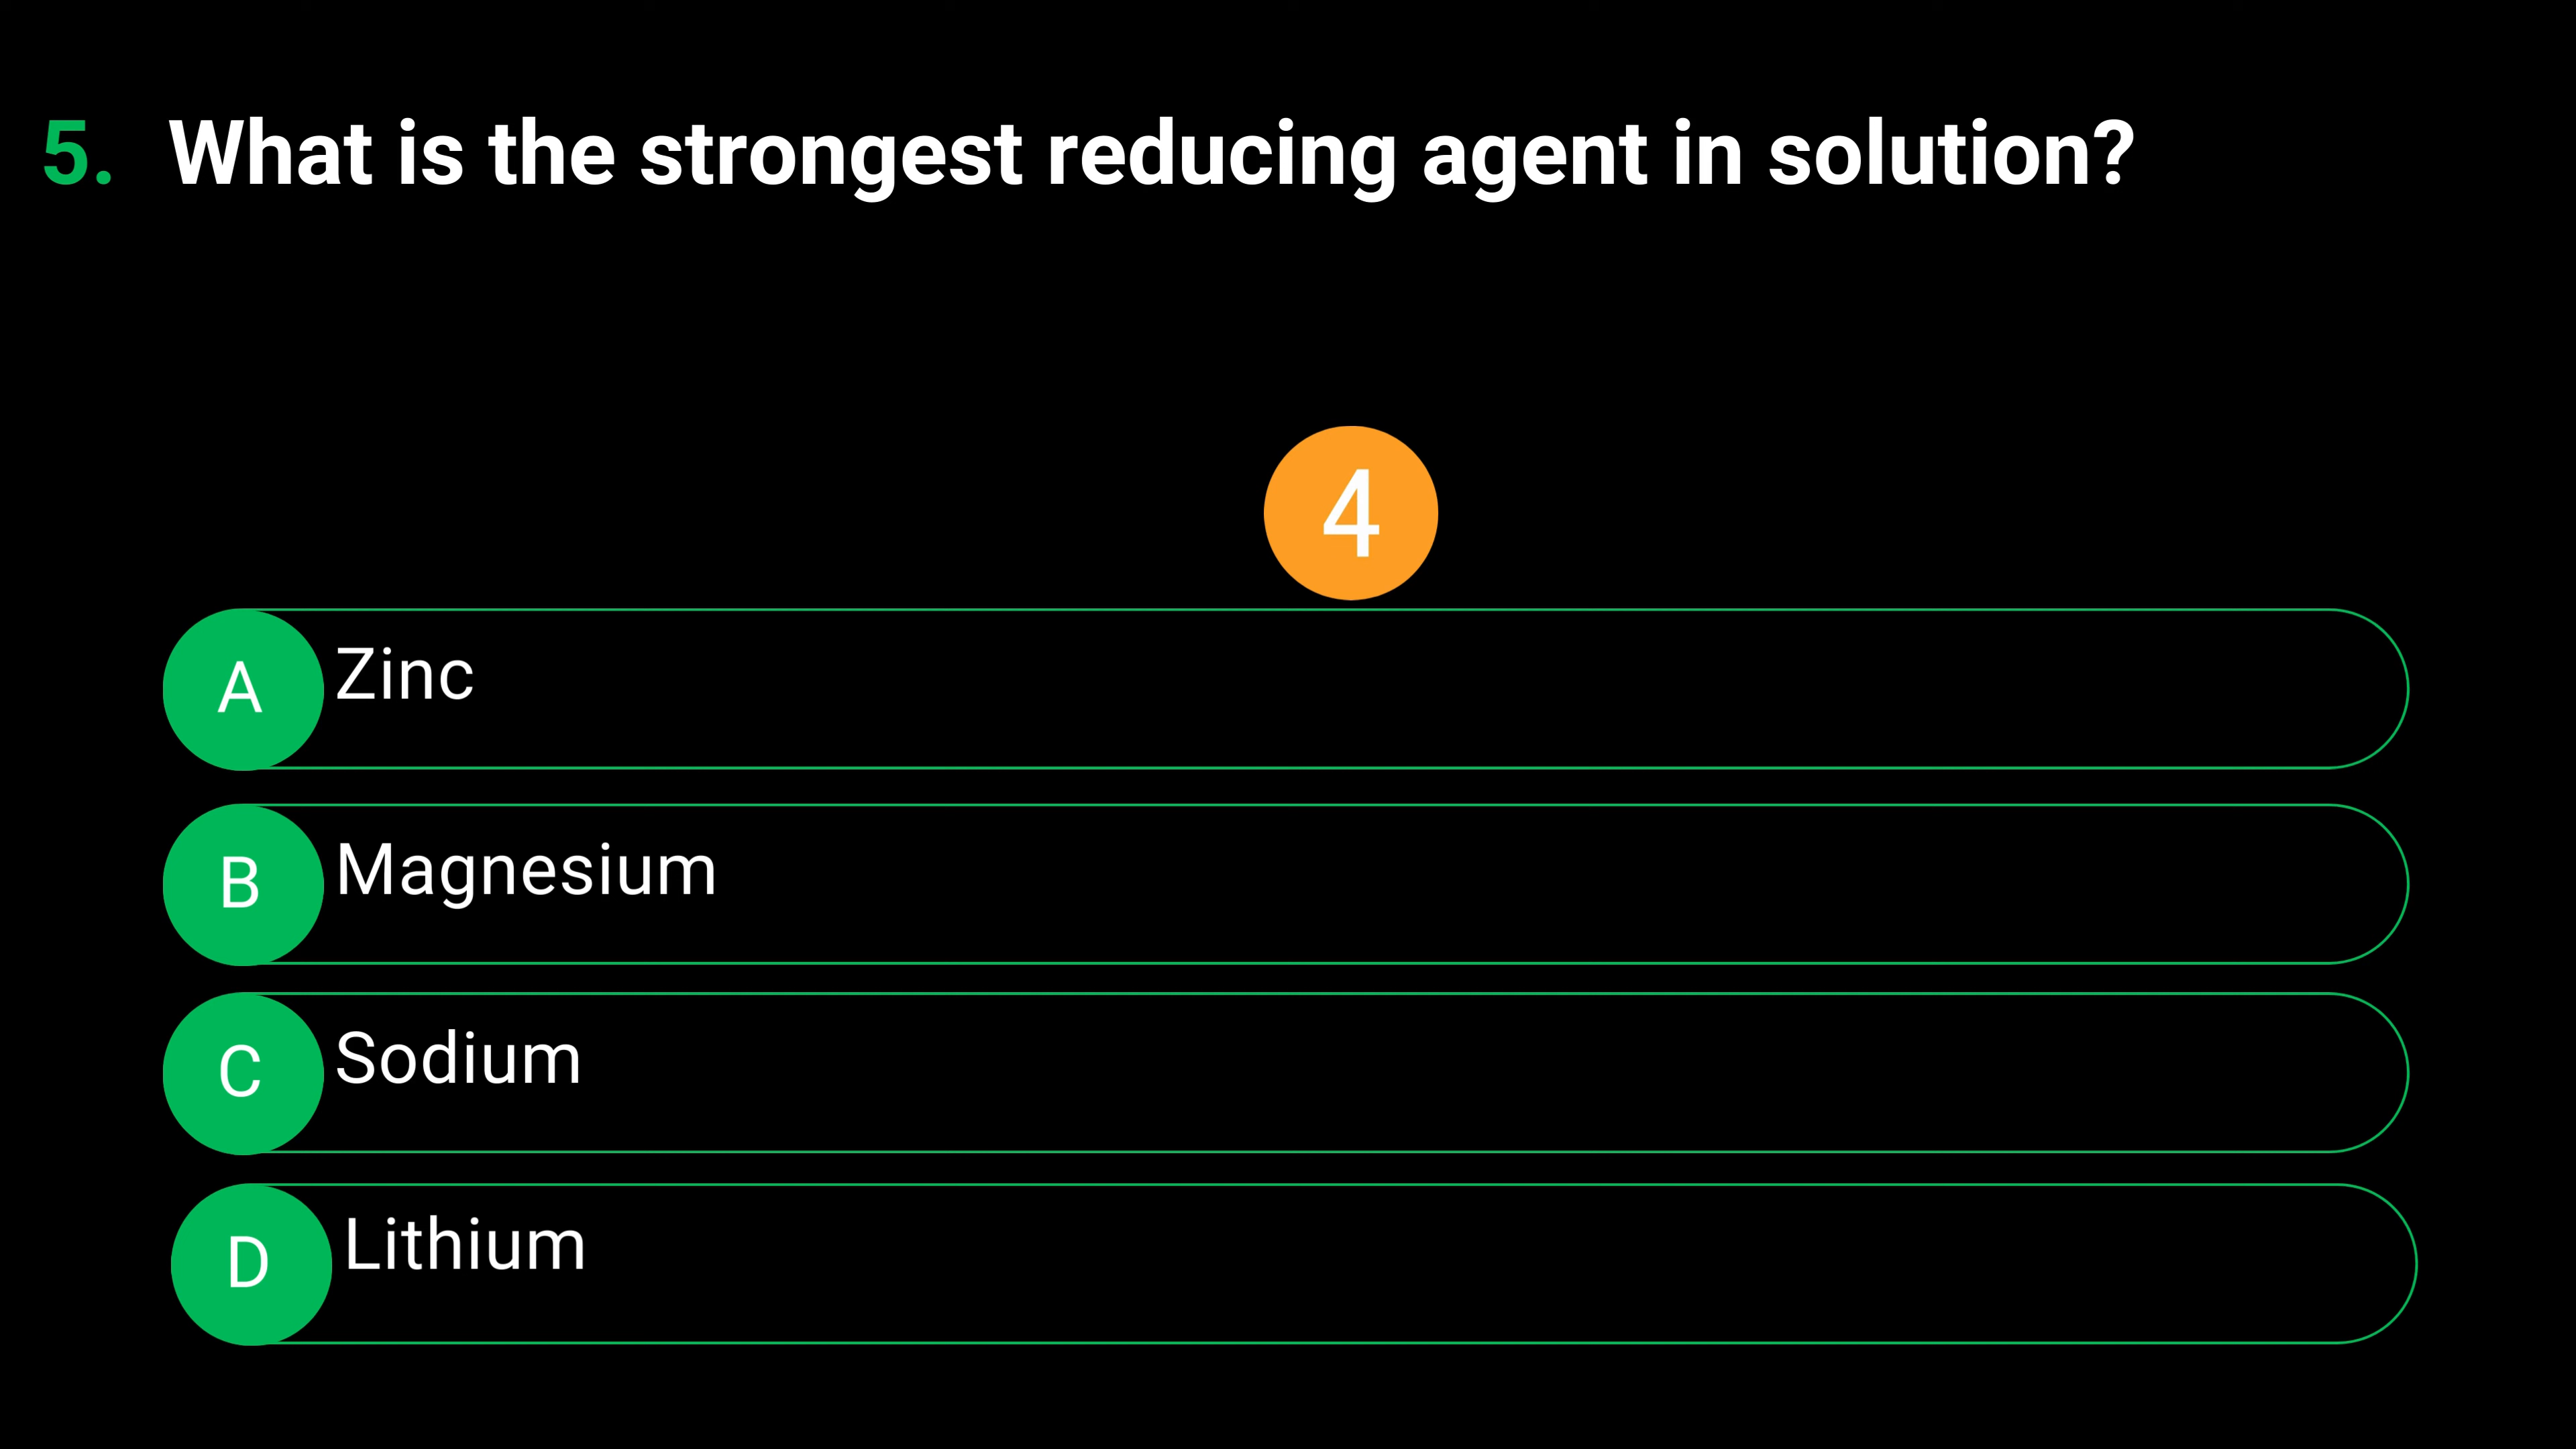 5. What is the strongest reducing agent in solution?
4
A Zinc
B Magnesium
C Sodium
D Lithium